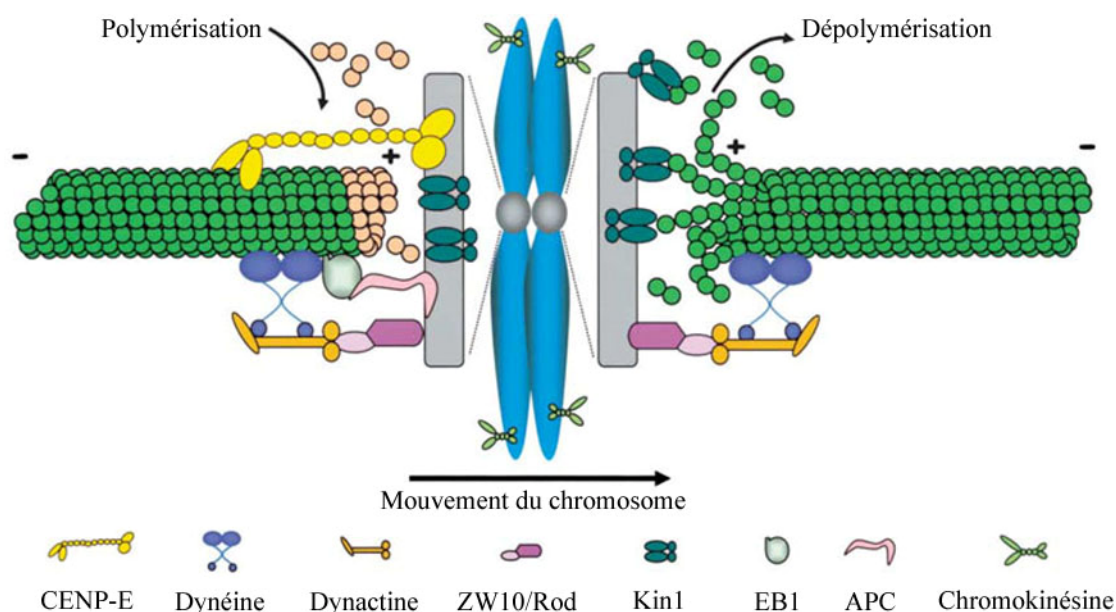 Polymérisation
Dépolymérisation
-
+
+
-
Mouvement du chromosome
CENP-E Dynéine Dynactine ZW10/Rod Kin1 EB1 APC Chromokinésine